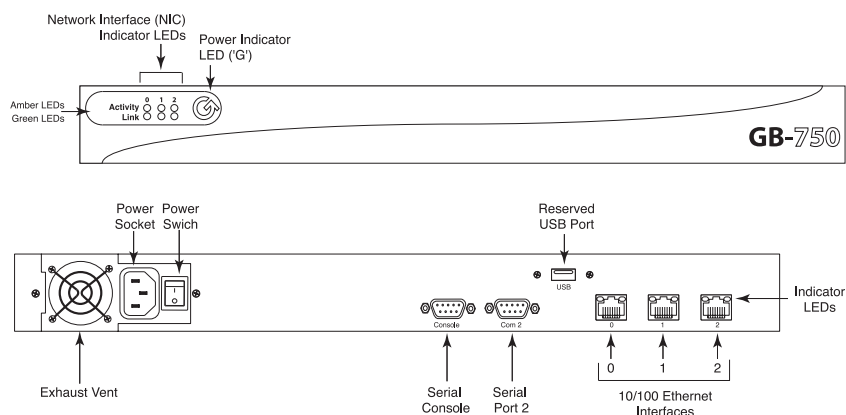 Network Interface (NIC)
Indicator LEDs
Power Indicator
LED ('G')
Amber LEDs
Green LEDs
0 1 2
Activity
Link
GB-750
Power
Socket
Power
Swich
Reserved
USB Port
USB
Indicator
LEDs
Console
Com 2
0
1
2
0
1
2
Exhaust Vent
Serial
Console
Serial
Port 2
10/100 Ethernet
Interfaces